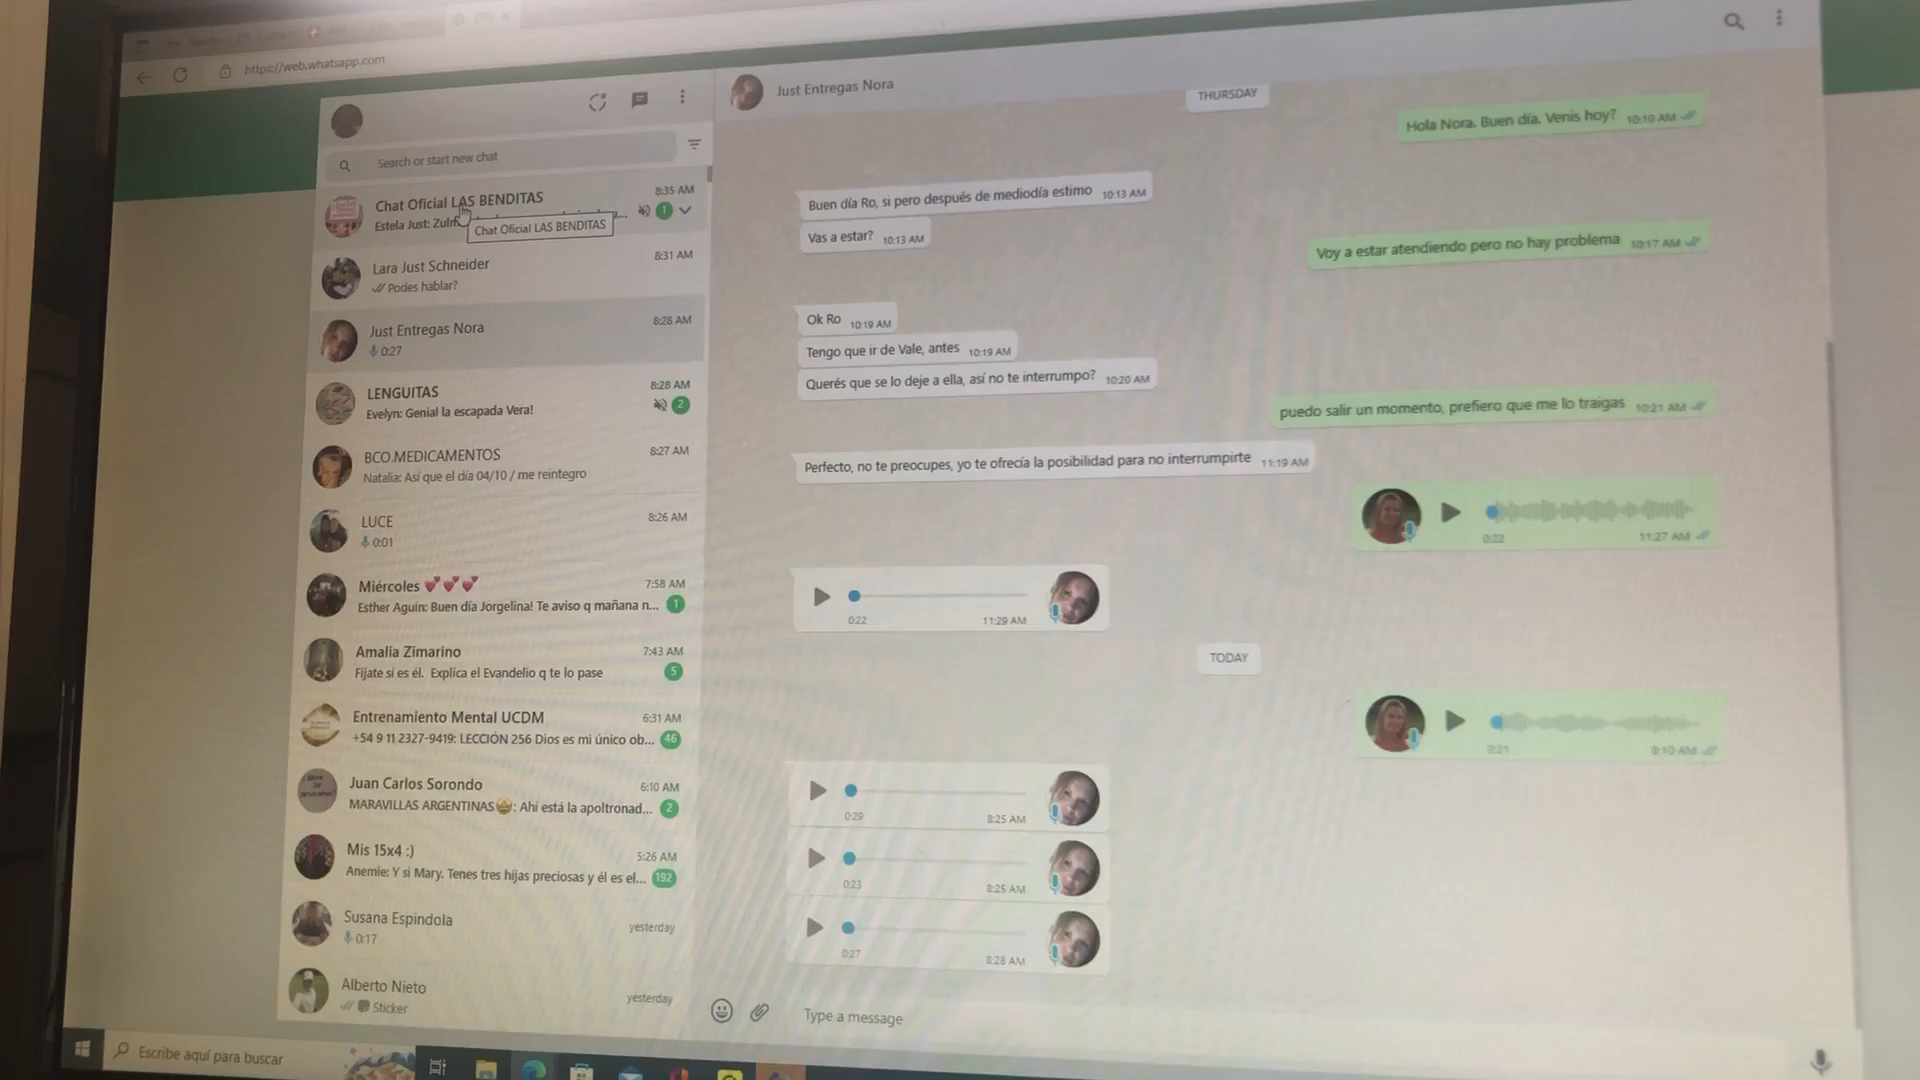 https://web.whatsapp.com
Search or start new chat
Chat Oficial LAS BENDITAS
8:35 AM
Estela Just:
1
Chat Oficial LAS BENDITAS
Lara Just Schneider
8:31 AM
Podes hablar?
Just Entregas Nora
8:28 AM
0:27
LENGUITAS
8:28 AM
Evelyn: Genial la escapada Vera!
2
BCO.MEDICAMENTOS
8:27 AM
Natalia: Así que el día 04/10 / me reintegro
LUCE
8:26 AM
0:01
Miércoles 💕💕💕
7:58 AM
Esther Aguin: Buen día Jorgelina! Te aviso q mañana n...
1
Amalia Zimarino
7:43 AM
Fijate si es él. Explica el Evandelio q te lo pase
5
Entrenamiento Mental UCDM
6:31 AM
+54 9 11 2327-9419: LECCIÓN 256 Dios es mi único ob...
46
Juan Carlos Sorondo
6:10 AM
MARAVILLAS ARGENTINAS🤩: Ahí está la apoltronad...
2
Mis 15x4 :)
5:26 AM
Anemie: Y si Mary. Tenes tres hijas preciosas y él es el...
192
Susana Espindola
yesterday
0:17
Alberto Nieto
yesterday
Sticker
Just Entregas Nora
THURSDAY
Hola Nora. Buen día. Venis hoy? 10:10 AM
Buen día Ro, si pero después de mediodía estimo 10:13 AM
Vas a estar? 10:13 AM
Voy a estar atendiendo pero no hay problema 10:17 AM
Ok Ro 10:19 AM
Tengo que ir de Vale, antes 10:19 AM
Querés que se lo deje a ella, así no te interrumpo? 10:20 AM
puedo salir un momento, prefiero que me lo traigas 10:21 AM
Perfecto, no te preocupes, yo te ofrecía la posibilidad para no interrumpirte 11:19 AM
0:22 11:27 AM
0:22 11:29 AM
TODAY
0:21 8:10 AM
0:29 8:25 AM
0:23 8:25 AM
0:27 8:28 AM
Type a message
Escribe aquí para buscar